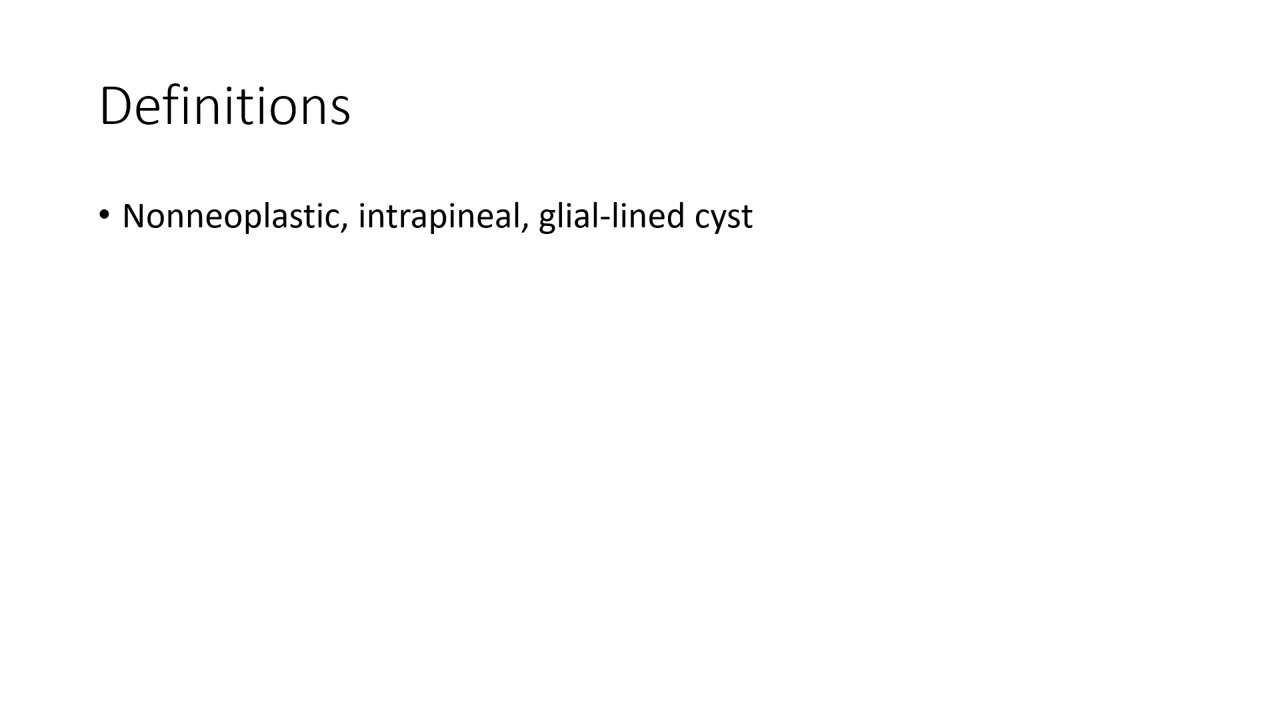 Definitions
• Nonneoplastic, intrapineal, glial-lined cyst